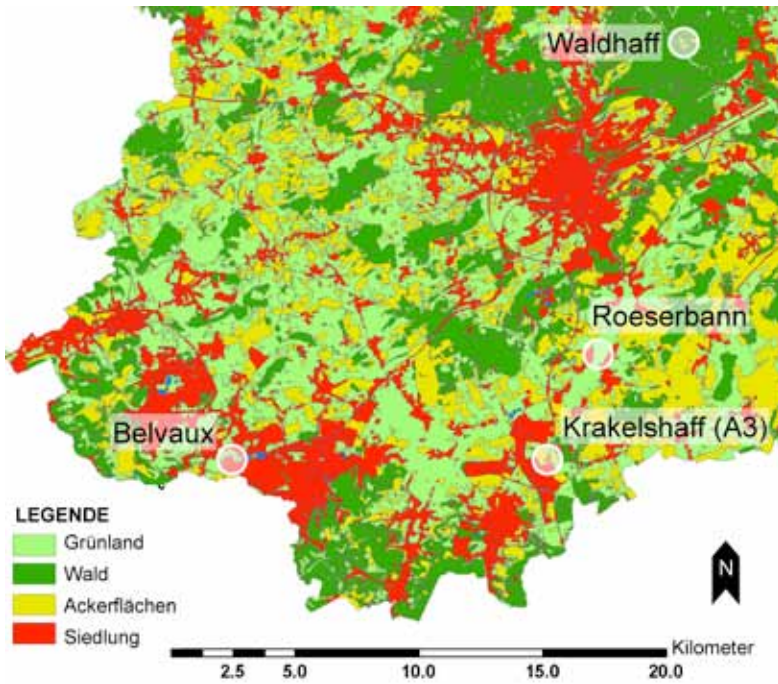 Waldhaff
Roeserbann
Belvaux
Krakelshaff (A3)
LEGENDE
Grünland
Wald
Ackerflächen
Siedlung
N
Kilometer
2.5 5.0 10.0 15.0 20.0